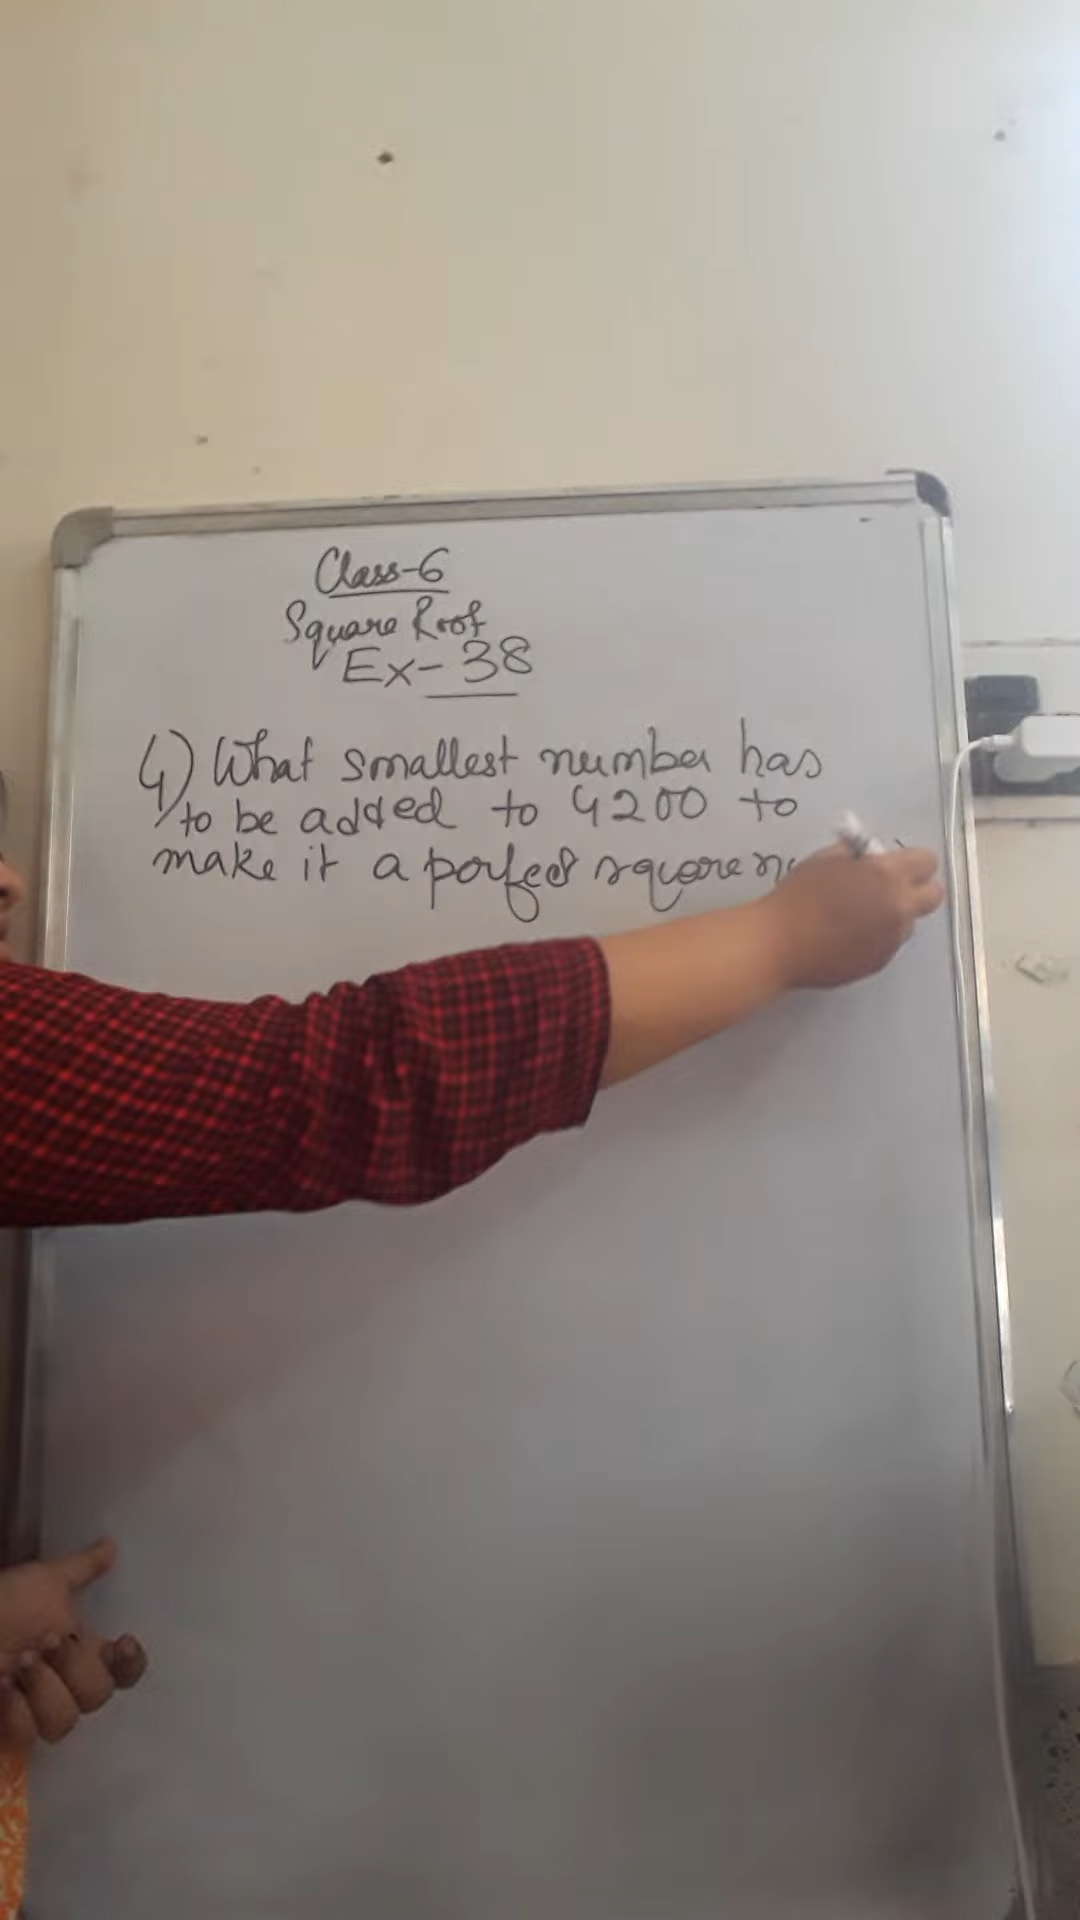 Class-6
Square Root
Ex-38
4) What smallest number has
to be added to 4200 to
make it a perfect square